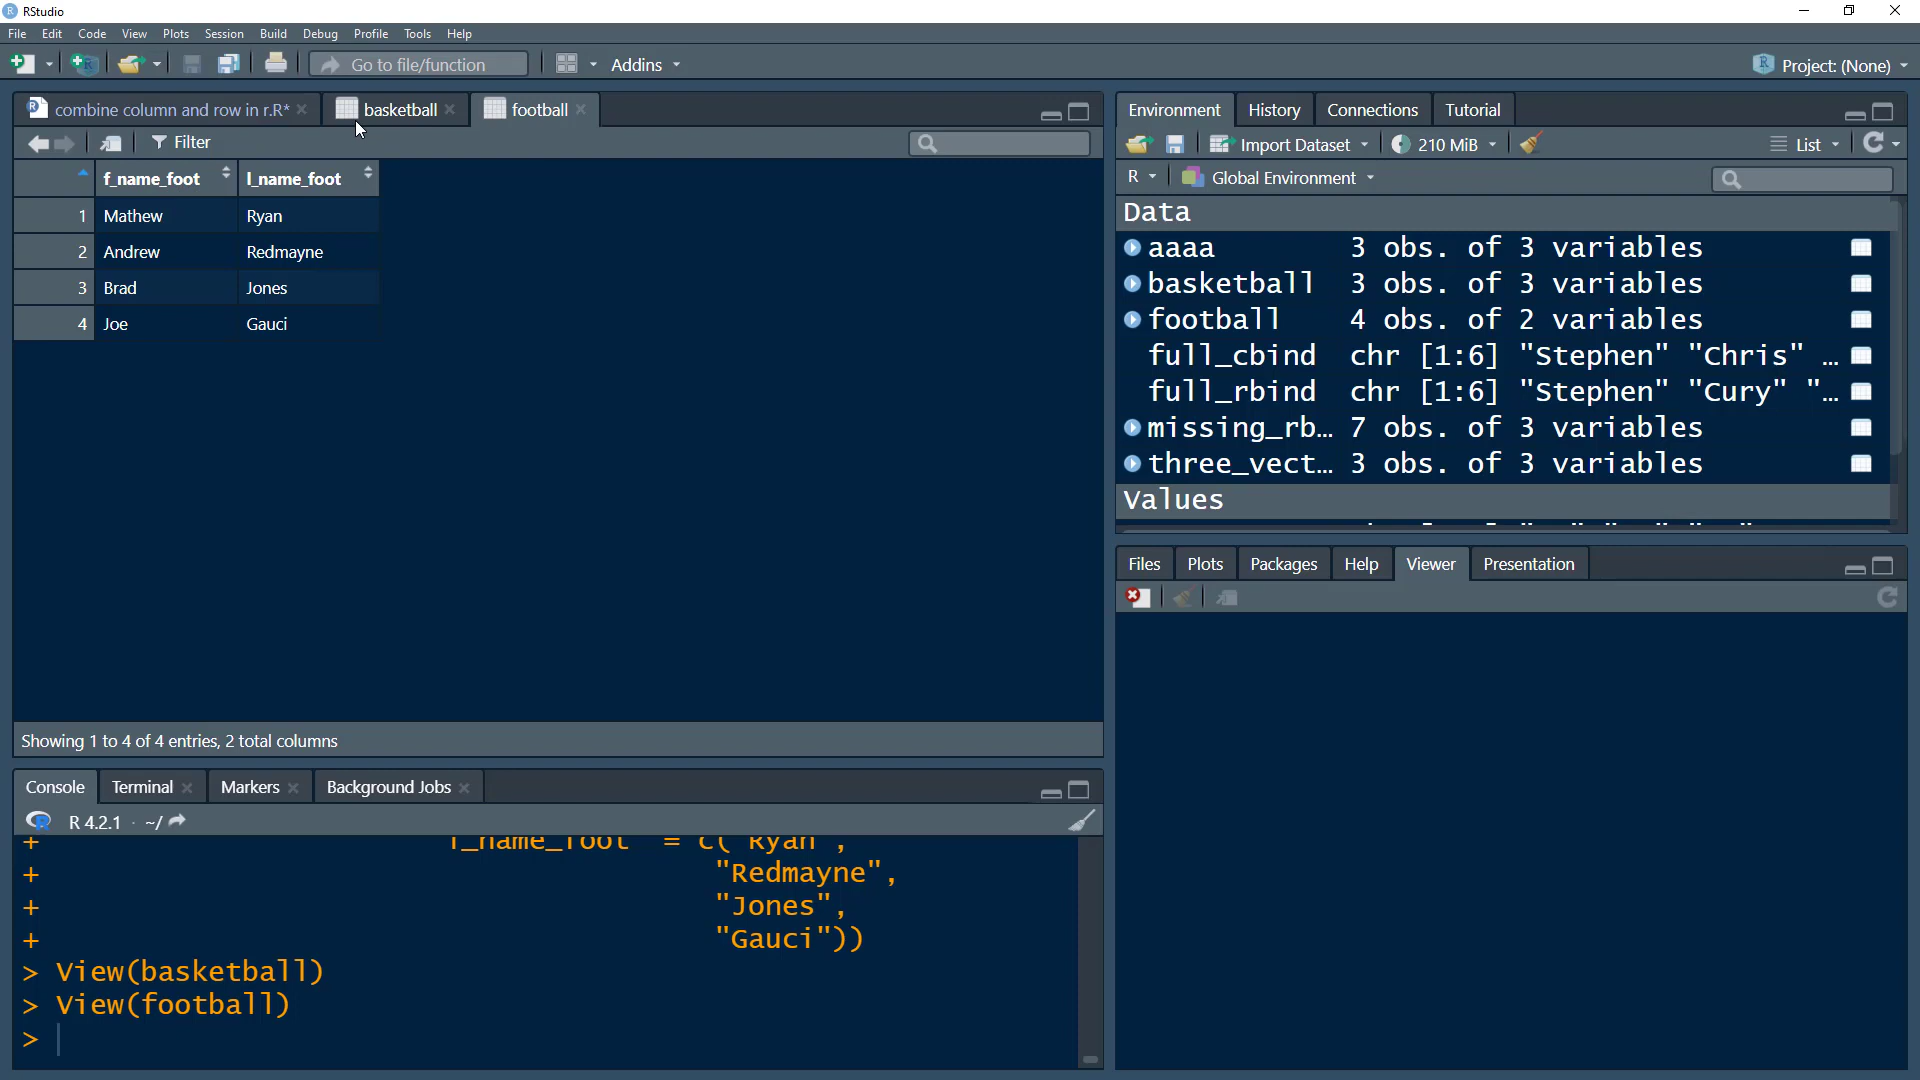 RStudio
File Edit Code View Plots Session Build Debug Profile Tools Help
Go to file/function Addins Project: (None)
combine column and row in r.R* basketball football
Filter
f_name_foot l_name_foot
1 Mathew Ryan
2 Andrew Redmayne
3 Brad Jones
4 Joe Gauci
Showing 1 to 4 of 4 entries, 2 total columns
Console Terminal Markers Background Jobs
R 4.2.1 · ~/
+ l_name_foot = c("Ryan",
+ "Redmayne",
+ "Jones",
+ "Gauci"))
> View(basketball)
> View(football)
>
Environment History Connections Tutorial
Import Dataset 210 MiB List
R Global Environment
Data
aaaa 3 obs. of 3 variables
basketball 3 obs. of 3 variables
football 4 obs. of 2 variables
full_cbind chr [1:6] "Stephen" "Chris" …
full_rbind chr [1:6] "Stephen" "Cury" "…
missing_rb… 7 obs. of 3 variables
three_vect… 3 obs. of 3 variables
Values
Files Plots Packages Help Viewer Presentation